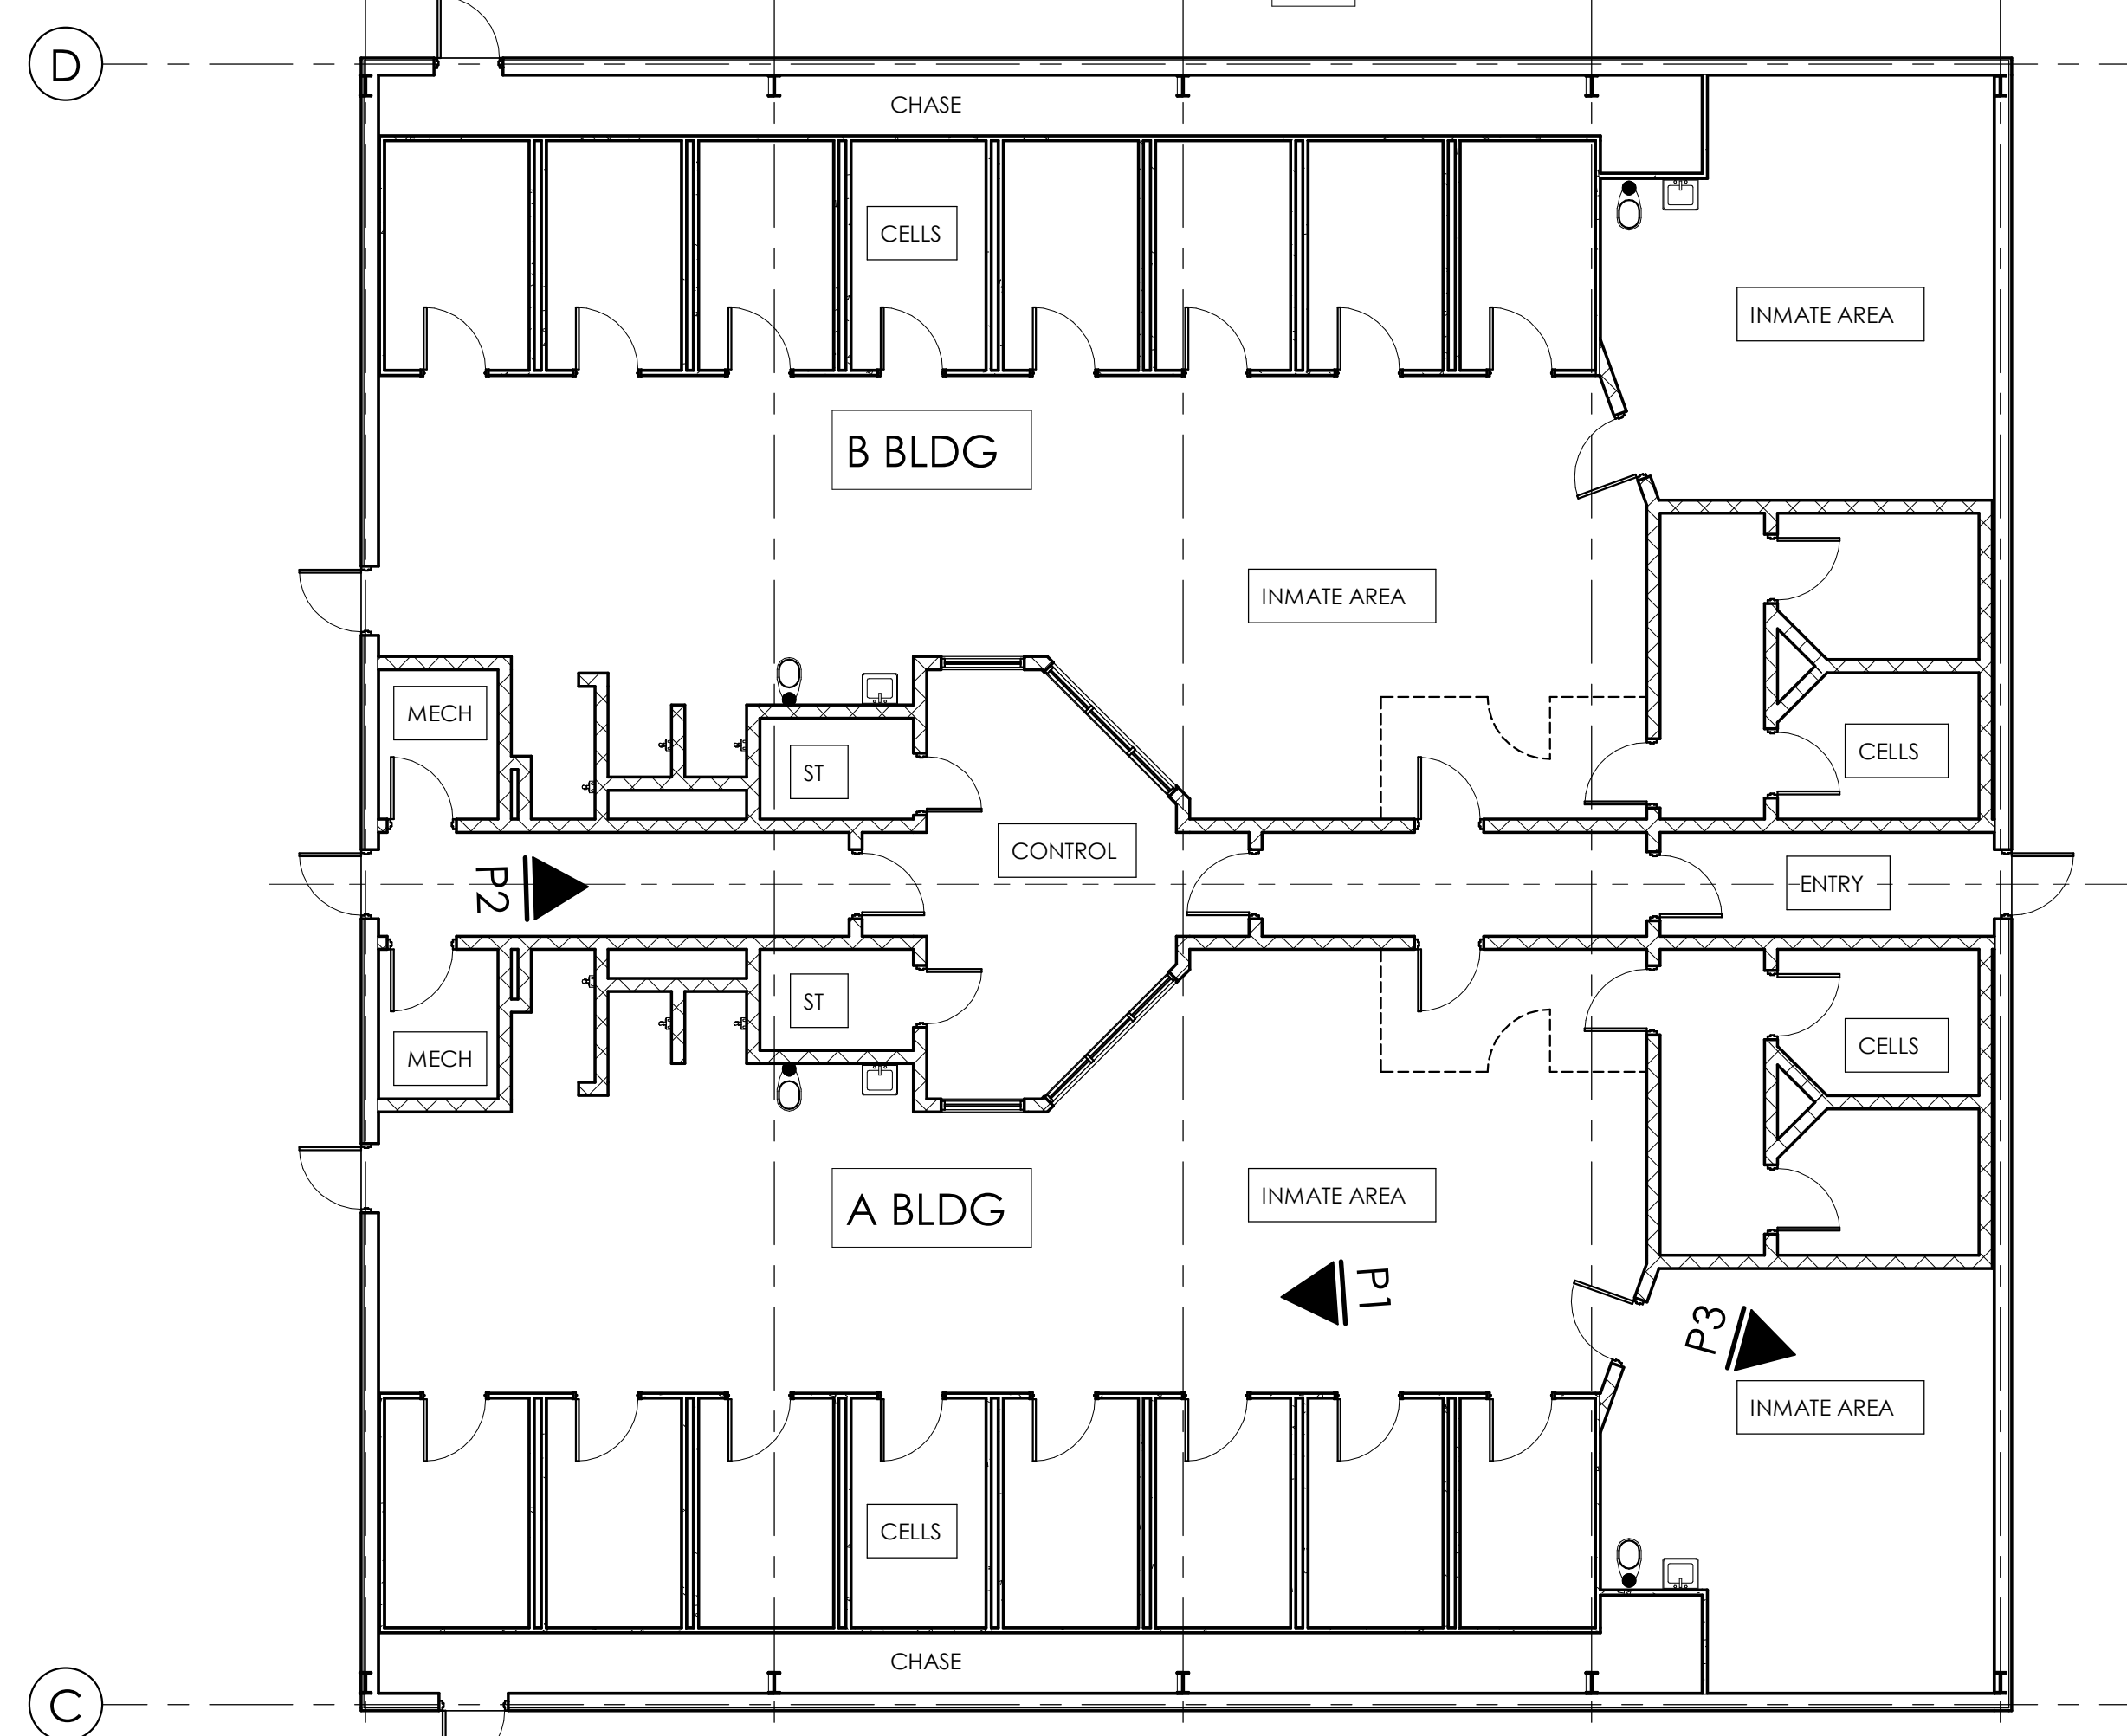 D
CHASE
CELLS
INMATE AREA
B BLDG
INMATE AREA
MECH
CELLS
ST
CONTROL
P2
ENTRY
ST
MECH
CELLS
A BLDG
INMATE AREA
P1
P3
INMATE AREA
CELLS
CHASE
C